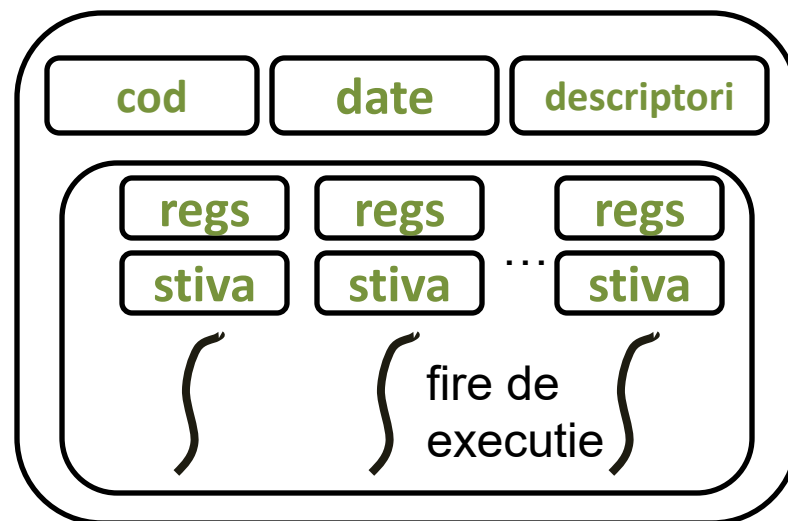 cod date descriptori
regs regs regs
stiva stiva ... stiva
fire de
executie